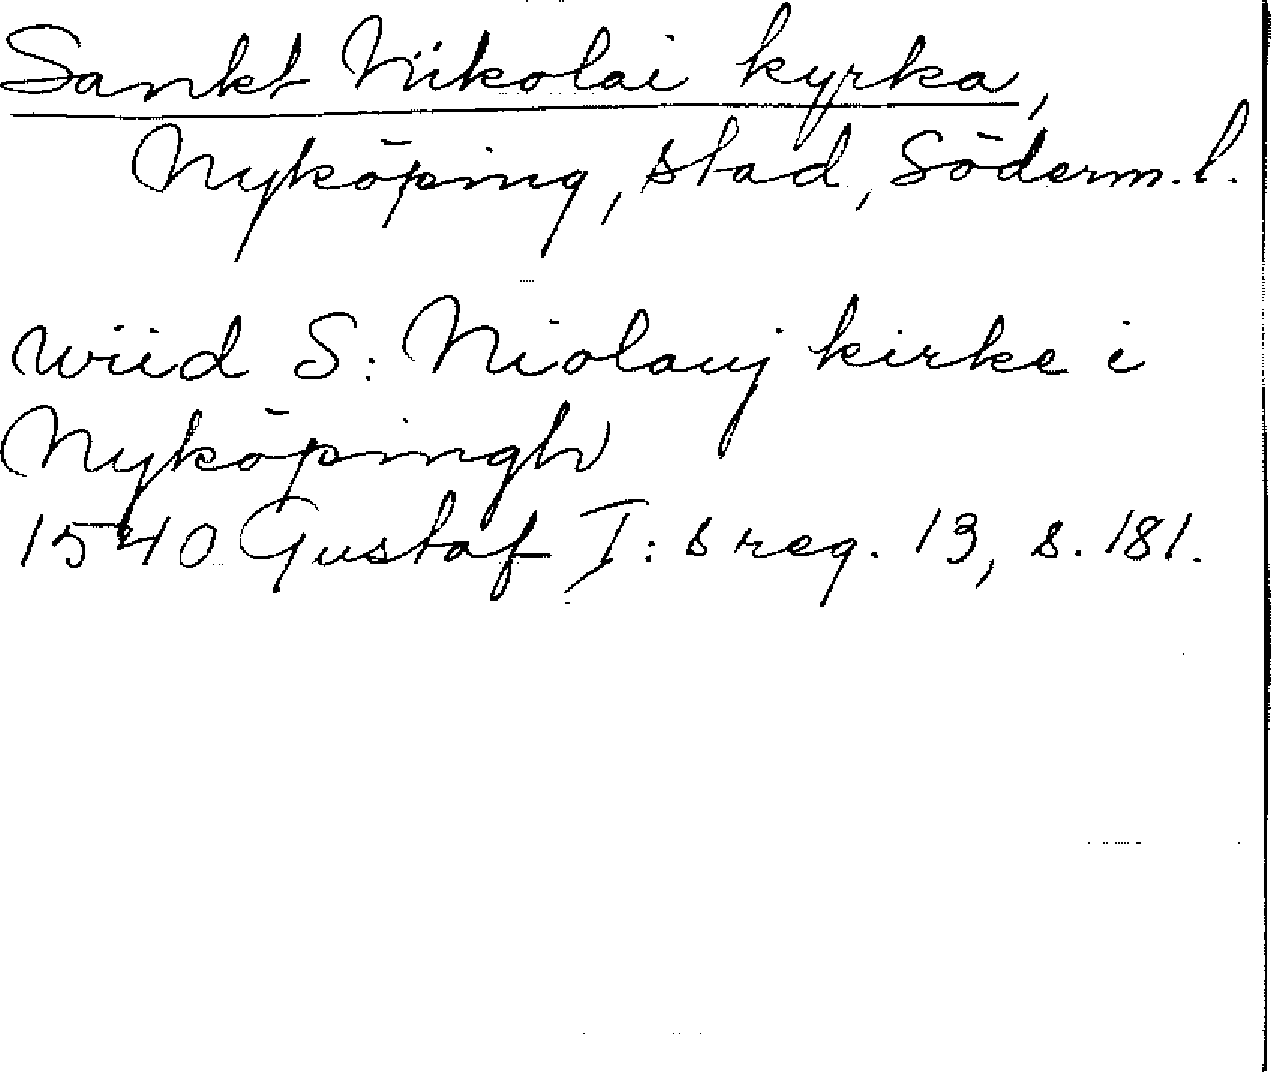 Sankt Nikolai kyrka,
Nyköping, stad, Söderm. l.
wiid S: Niolauj kirke i
Nyköpingh
1540 Gustaf I: s reg. 13, s. 181.